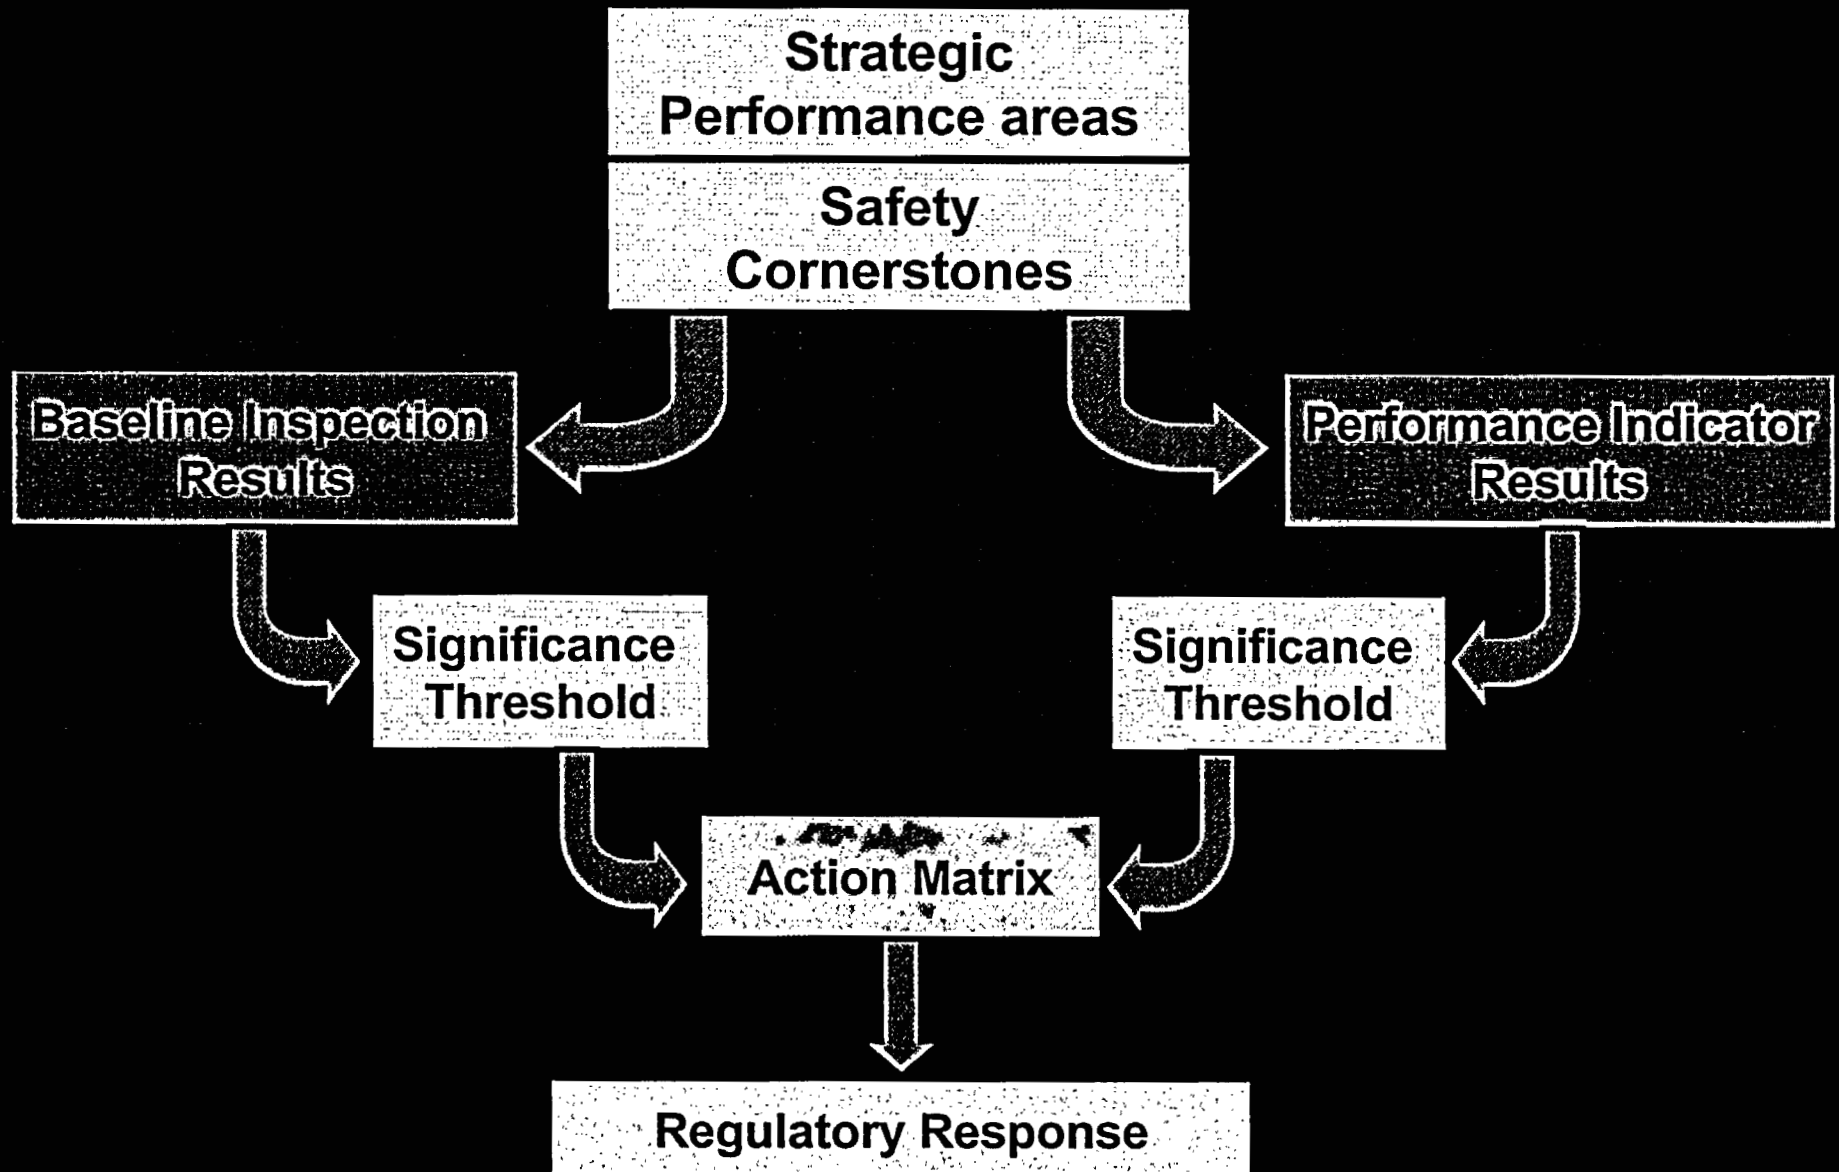 Strategic
Performance areas
Safety
Cornerstones
Baseline Inspection
Results
Performance Indicator
Results
Significance
Threshold
Significance
Threshold
Action Matrix
Regulatory Response